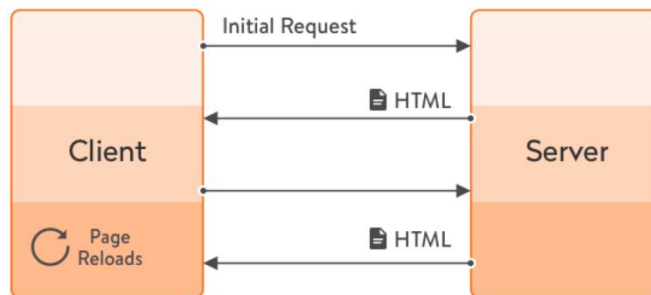 Initial Request
HTML
Client
Server
HTML
Page
Reloads